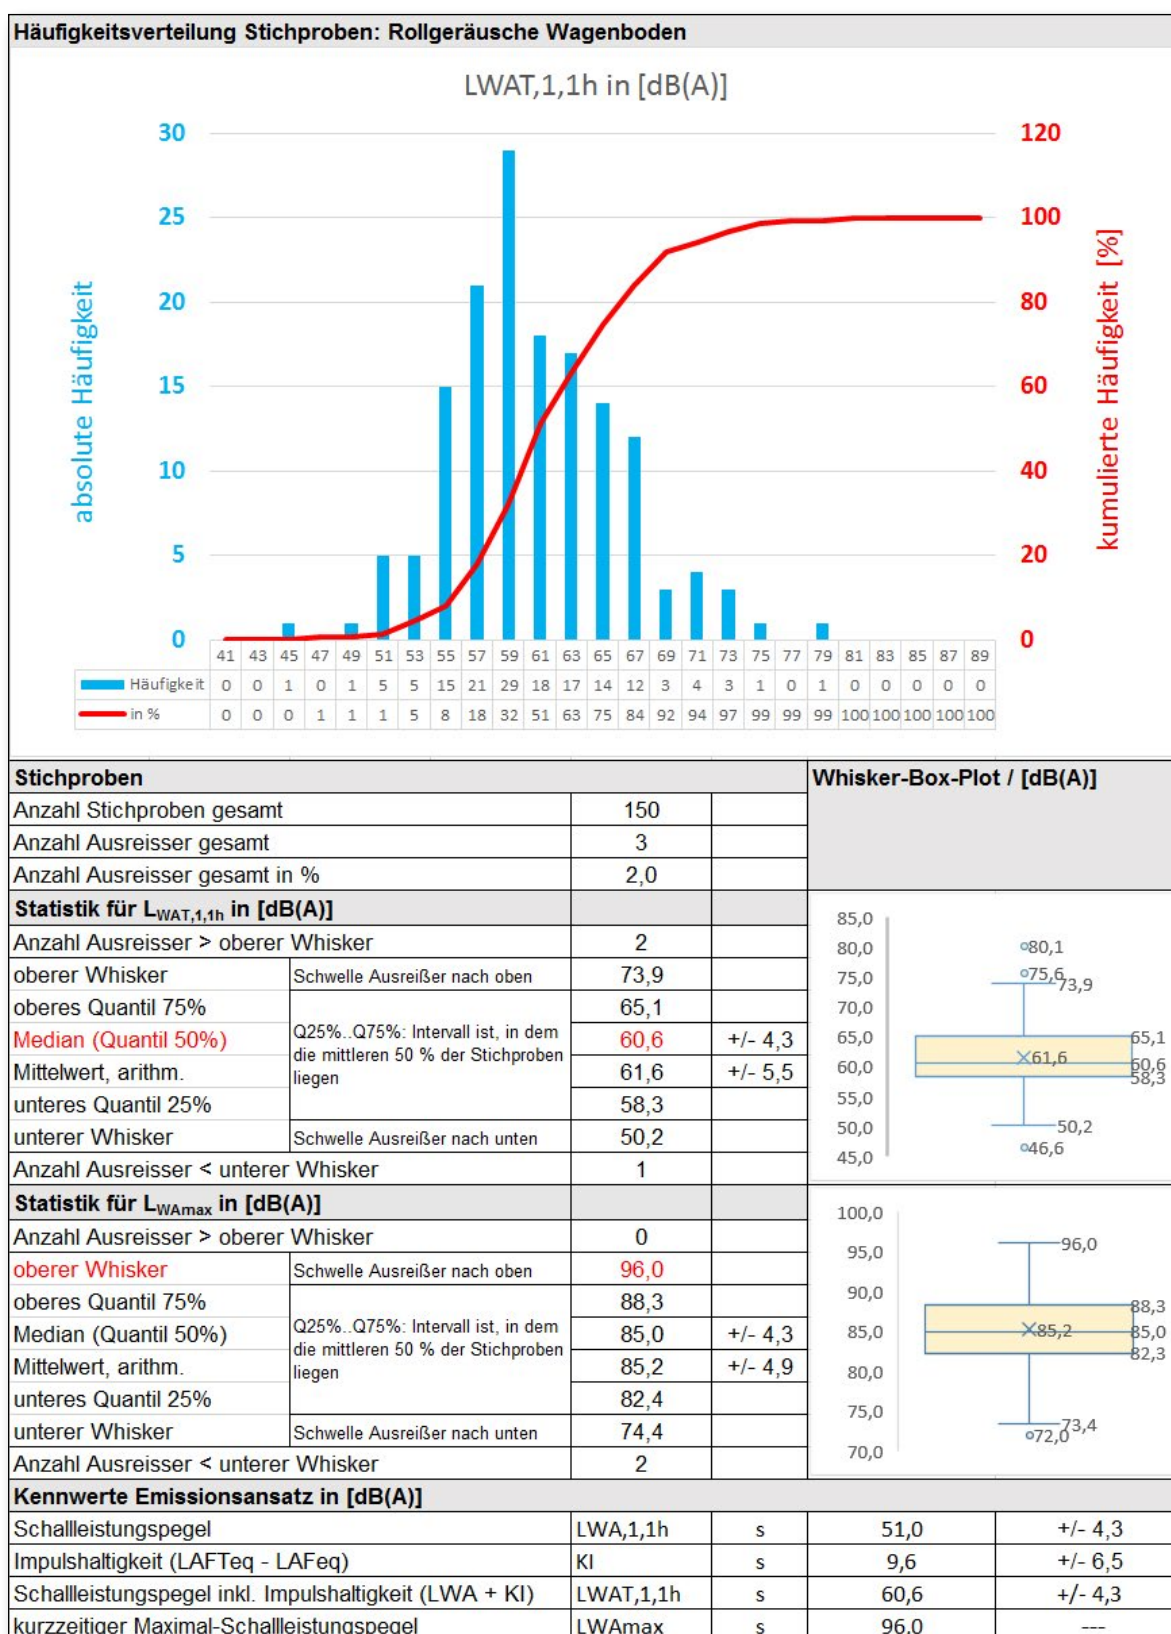 Häufigkeitsverteilung Stichproben: Rollgeräusche Wagenboden
LWAT,1,1h in [dB(A)]
absolute Häufigkeit
30
25
20
15
10
5
0
kumulierte Häufigkeit [%]
120
100
80
60
40
20
0
41 43 45 47 49 51 53 55 57 59 61 63 65 67 69 71 73 75 77 79 81 83 85 87 89
Häufigkeit 0 0 1 0 1 5 5 15 21 29 18 17 14 12 3 4 3 1 0 1 0 0 0 0 0
in % 0 0 0 1 1 1 5 8 18 32 51 63 75 84 92 94 97 99 99 99 100 100 100 100 100
Stichproben
Anzahl Stichproben gesamt 150
Anzahl Ausreisser gesamt 3
Anzahl Ausreisser gesamt in % 2,0
Whisker-Box-Plot / [dB(A)]
Statistik für LWAT,1,1h in [dB(A)]
Anzahl Ausreisser > oberer Whisker 2
oberer Whisker Schwelle Ausreißer nach oben 73,9
oberes Quantil 75% 65,1
Median (Quantil 50%) 60,6 +/- 4,3
Mittelwert, arithm. 61,6 +/- 5,5
Q25%..Q75%: Intervall ist, in dem
die mittleren 50 % der Stichproben
liegen
unteres Quantil 25% 58,3
unterer Whisker Schwelle Ausreißer nach unten 50,2
Anzahl Ausreisser < unterer Whisker 1
85,0
80,0
75,0
70,0
65,0
60,0
55,0
50,0
45,0
80,1
75,6
73,9
65,1
61,6
60,6
58,3
50,2
46,6
Statistik für LWAmax in [dB(A)]
Anzahl Ausreisser > oberer Whisker 0
oberer Whisker Schwelle Ausreißer nach oben 96,0
oberes Quantil 75% 88,3
Median (Quantil 50%) 85,0 +/- 4,3
Mittelwert, arithm. 85,2 +/- 4,9
Q25%..Q75%: Intervall ist, in dem
die mittleren 50 % der Stichproben
liegen
unteres Quantil 25% 82,4
unterer Whisker Schwelle Ausreißer nach unten 74,4
Anzahl Ausreisser < unterer Whisker 2
100,0
95,0
90,0
85,0
80,0
75,0
70,0
96,0
88,3
85,2
85,0
82,3
73,4
72,0
Kennwerte Emissionsansatz in [dB(A)]
Schallleistungspegel LWA,1,1h s 51,0 +/- 4,3
Impulshaltigkeit (LAFTeq - LAFeq) KI s 9,6 +/- 6,5
Schallleistungspegel inkl. Impulshaltigkeit (LWA + KI) LWAT,1,1h s 60,6 +/- 4,3
kurzzeitiger Maximal-Schallleistungspegel LWAmax s 96,0 ---